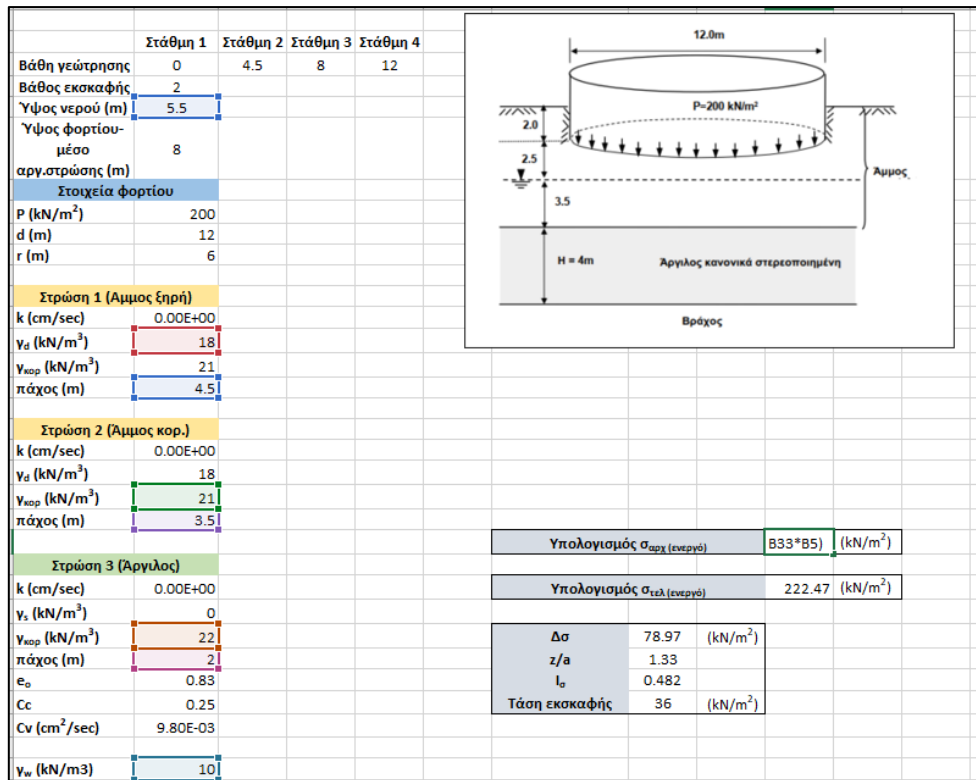 Στάθμη 1 Στάθμη 2 Στάθμη 3 Στάθμη 4
Βάθη γεώτρησης 0 4.5 8 12
Βάθος εκσκαφής 2
Ύψος νερού (m) 5.5
Ύψος φορτίου-
μέσο 8
αργ.στρώσης (m)
Στοιχεία φορτίου
P (kN/m²) 200
d (m) 12
r (m) 6
Στρώση 1 (Αμμος ξηρή)
k (cm/sec) 0.00E+00
γd (kN/m³) 18
γκορ (kN/m³) 21
πάχος (m) 4.5
Στρώση 2 (Άμμος κορ.)
k (cm/sec) 0.00E+00
γd (kN/m³) 18
γκορ (kN/m³) 21
πάχος (m) 3.5
Στρώση 3 (Άργιλος)
k (cm/sec) 0.00E+00
γs (kN/m³) 0
γκορ (kN/m³) 22
πάχος (m) 2
eo 0.83
Cc 0.25
Cv (cm²/sec) 9.80E-03
γw (kN/m3) 10
12.0m
P=200 kN/m²
2.0
2.5
Άμμος
3.5
H = 4m Άργιλος κανονικά στερεοποιημένη
Βράχος
Υπολογισμός σαρχ (ενεργό) B33*B5) (kN/m²)
Υπολογισμός στελ (ενεργό) 222.47 (kN/m²)
Δσ 78.97 (kN/m²)
z/a 1.33
Iσ 0.482
Τάση εκσκαφής 36 (kN/m²)